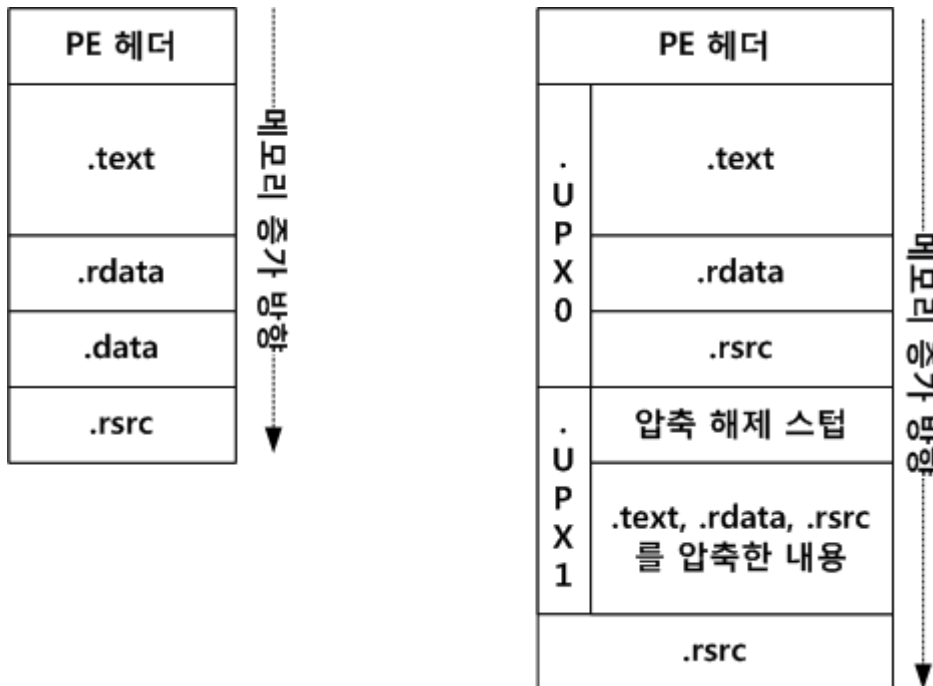 PE 헤더
.text
.rdata
.data
.rsrc
메모리 증가 방향
PE 헤더
.UPX0
.text
.rdata
.rsrc
.UPX1
압축 해제 스텁
.text, .rdata, .rsrc
를 압축한 내용
.rsrc
메모리 증가 방향